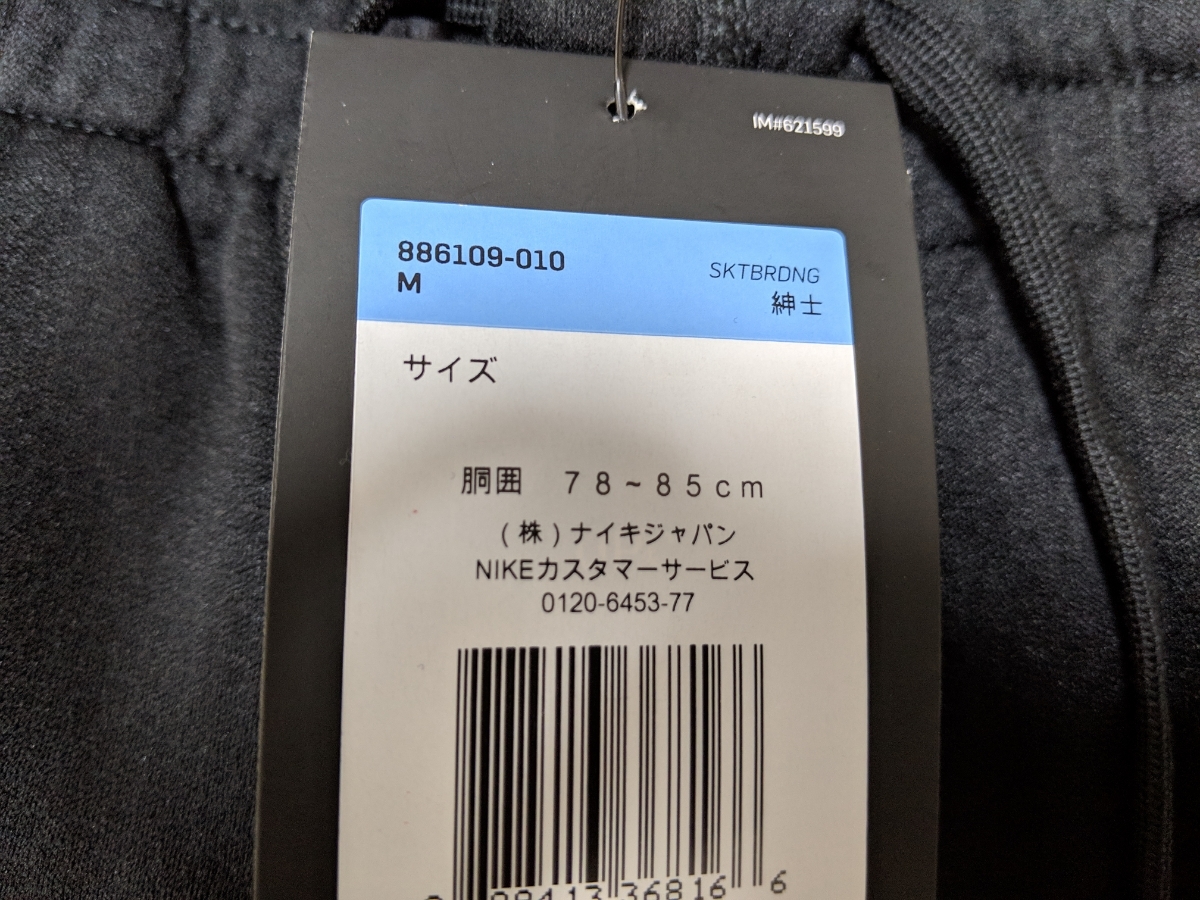 IM#621599
886109-010
M
SKTBRDNG
紳士
サイズ
胴囲 78~85cm
(株)ナイキジャパン
NIKEカスタマーサービス
0120-6453-77
36816 6